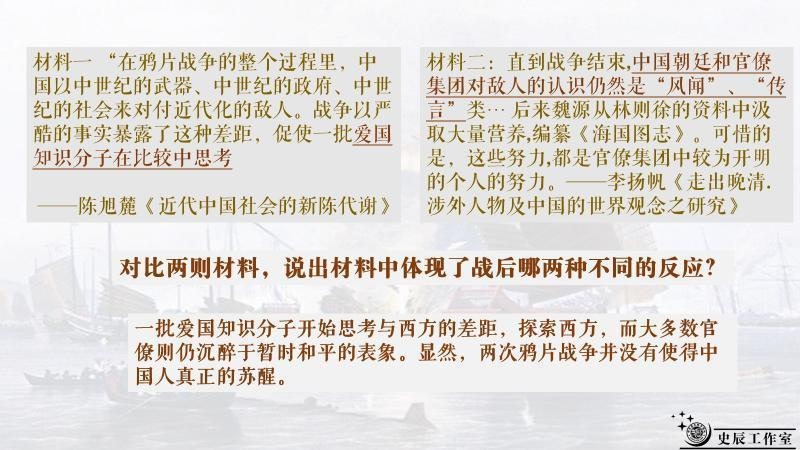 材料一 “在鸦片战争的整个过程里，中
国以中世纪的武器、中世纪的政府、中世
纪的社会来对付近代化的敌人。战争以严
酷的事实暴露了这种差距，促使一批爱国
知识分子在比较中思考
——陈旭麓《近代中国社会的新陈代谢》
材料二：直到战争结束,中国朝廷和官僚
集团对敌人的认识仍然是“风闻”、“传
言”类… 后来魏源从林则徐的资料中汲
取大量营养,编纂《海国图志》。可惜的
是，这些努力,都是官僚集团中较为开明
的个人的努力。——李扬帆《走出晚清.
涉外人物及中国的世界观念之研究》
对比两则材料，说出材料中体现了战后哪两种不同的反应？
一批爱国知识分子开始思考与西方的差距，探索西方，而大多数官
僚则仍沉醉于暂时和平的表象。显然，两次鸦片战争并没有使得中
国人真正的苏醒。
史辰工作室